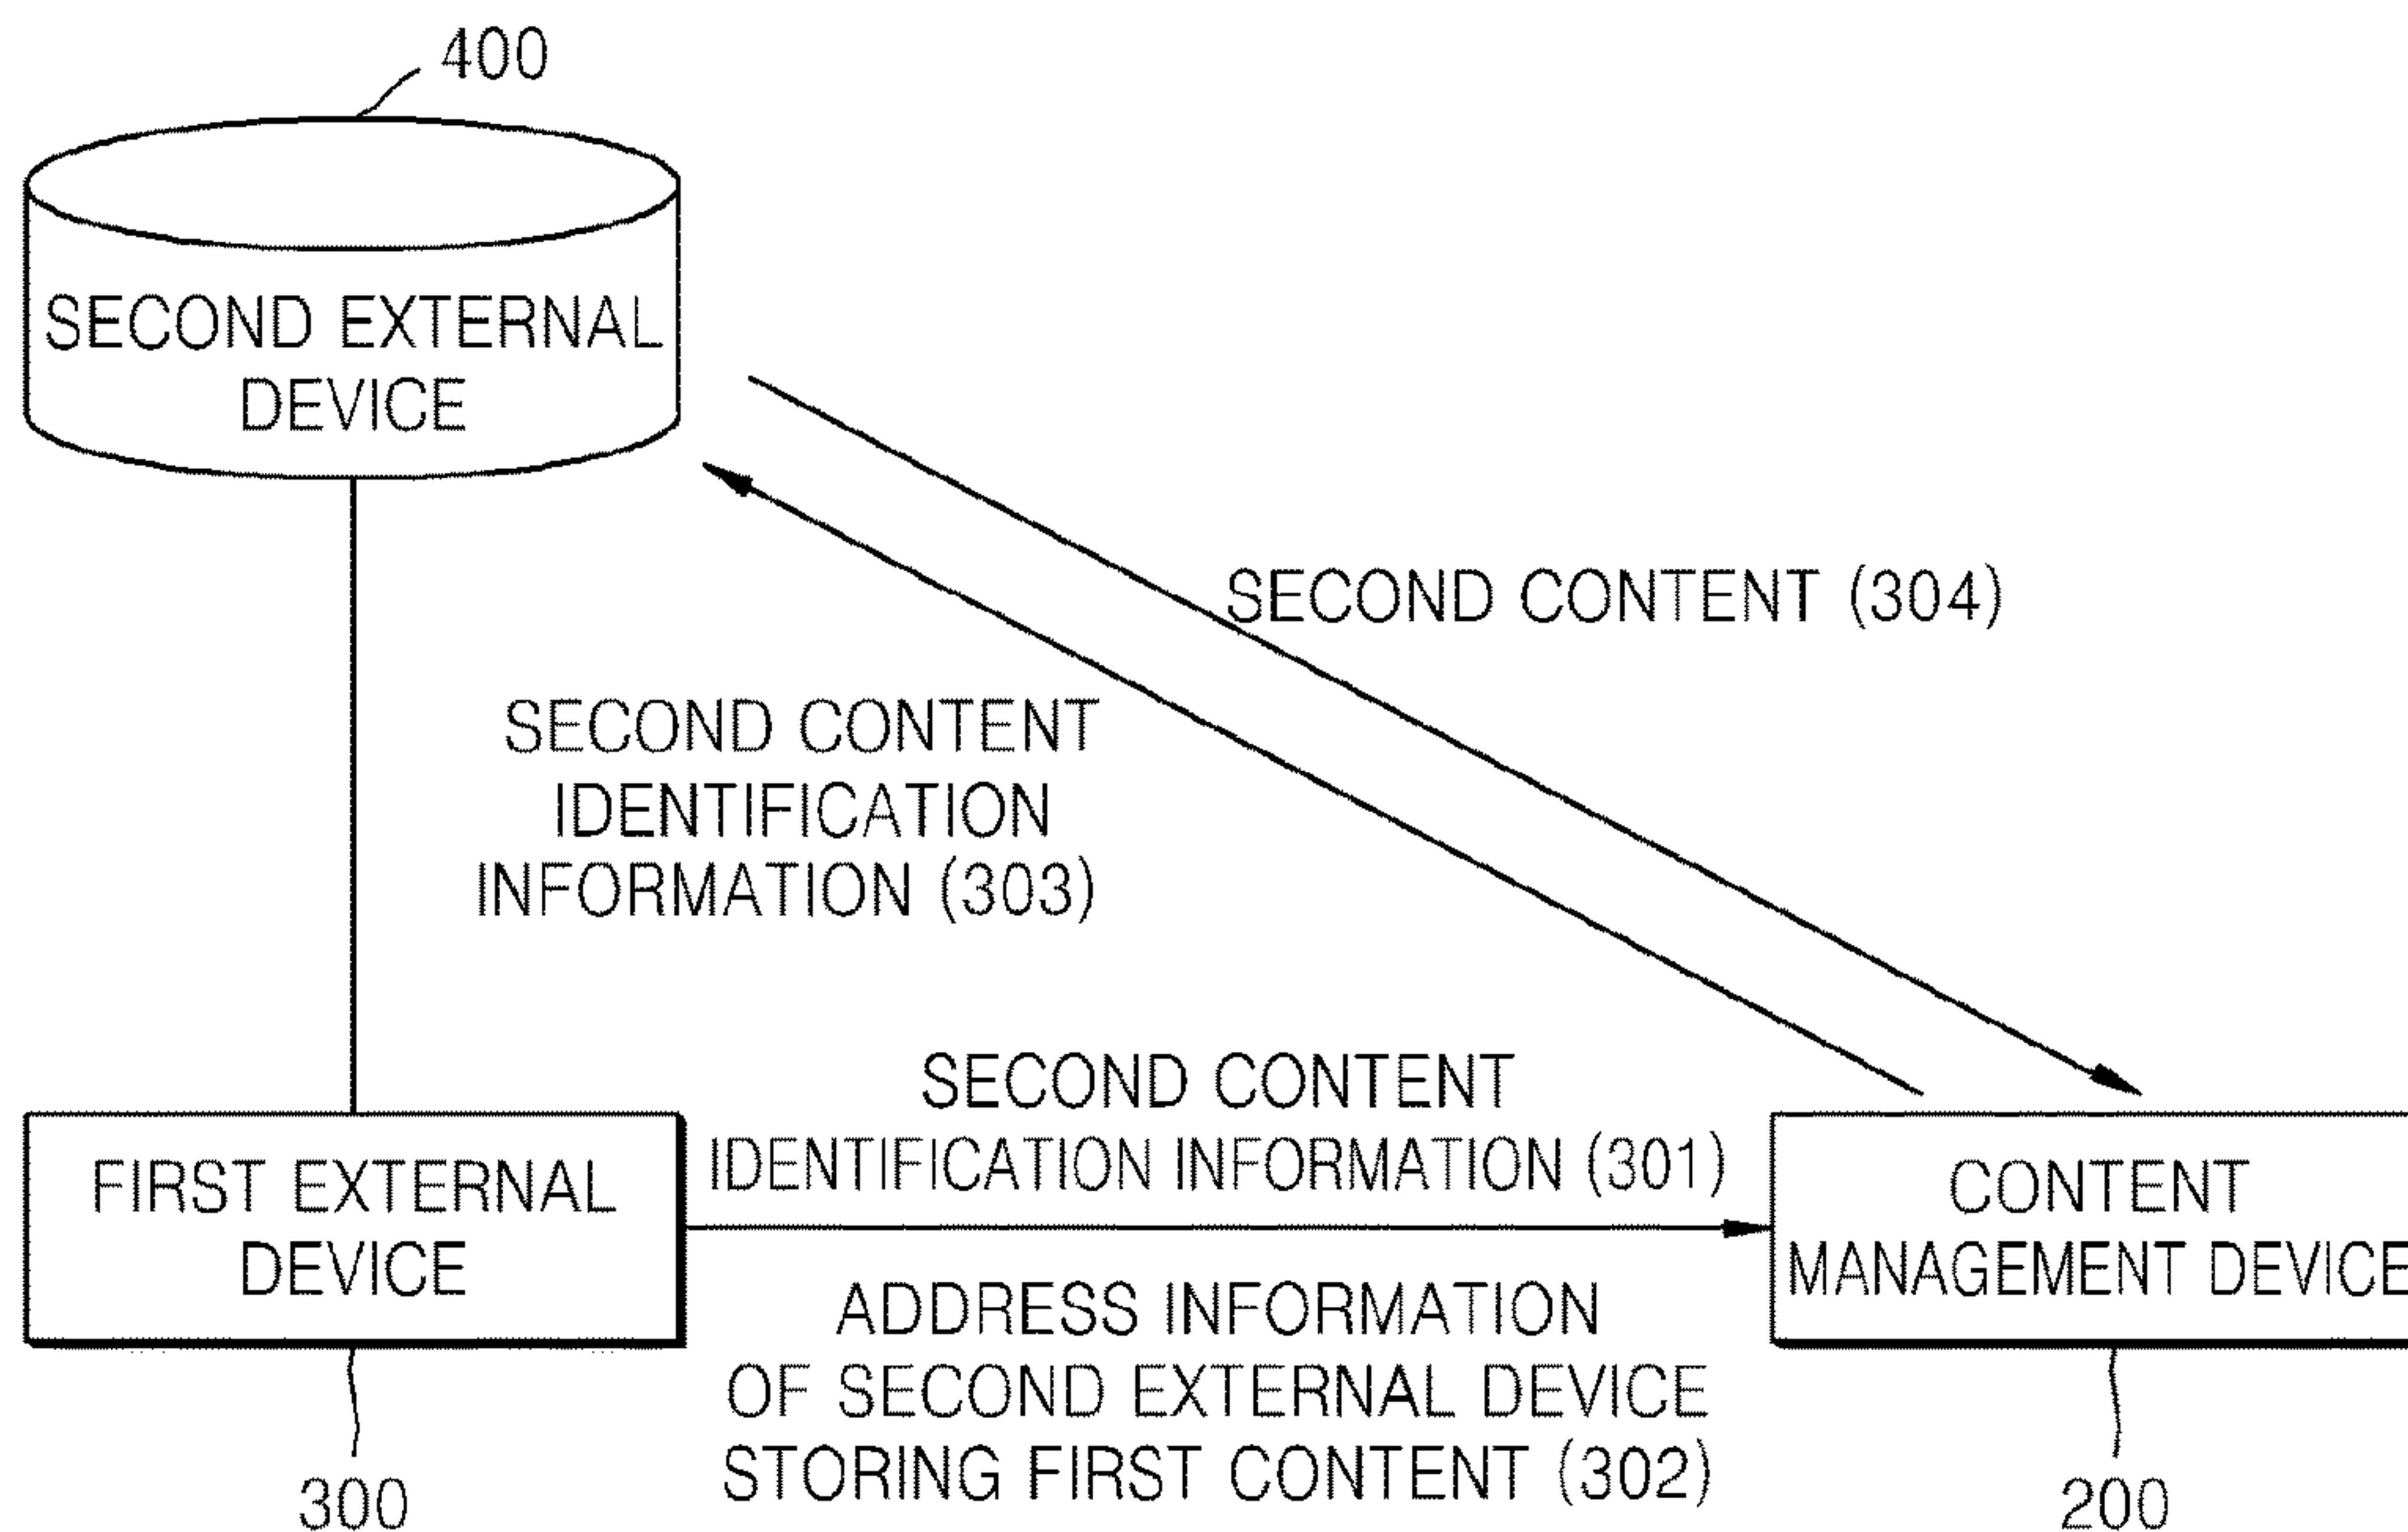 400
SECOND EXTERNAL
DEVICE
SECOND CONTENT (304)
SECOND CONTENT
IDENTIFICATION
INFORMATION (303)
SECOND CONTENT
IDENTIFICATION INFORMATION (301)
FIRST EXTERNAL
DEVICE
CONTENT
MANAGEMENT DEVICE
ADDRESS INFORMATION
OF SECOND EXTERNAL DEVICE
STORING FIRST CONTENT (302)
300
200